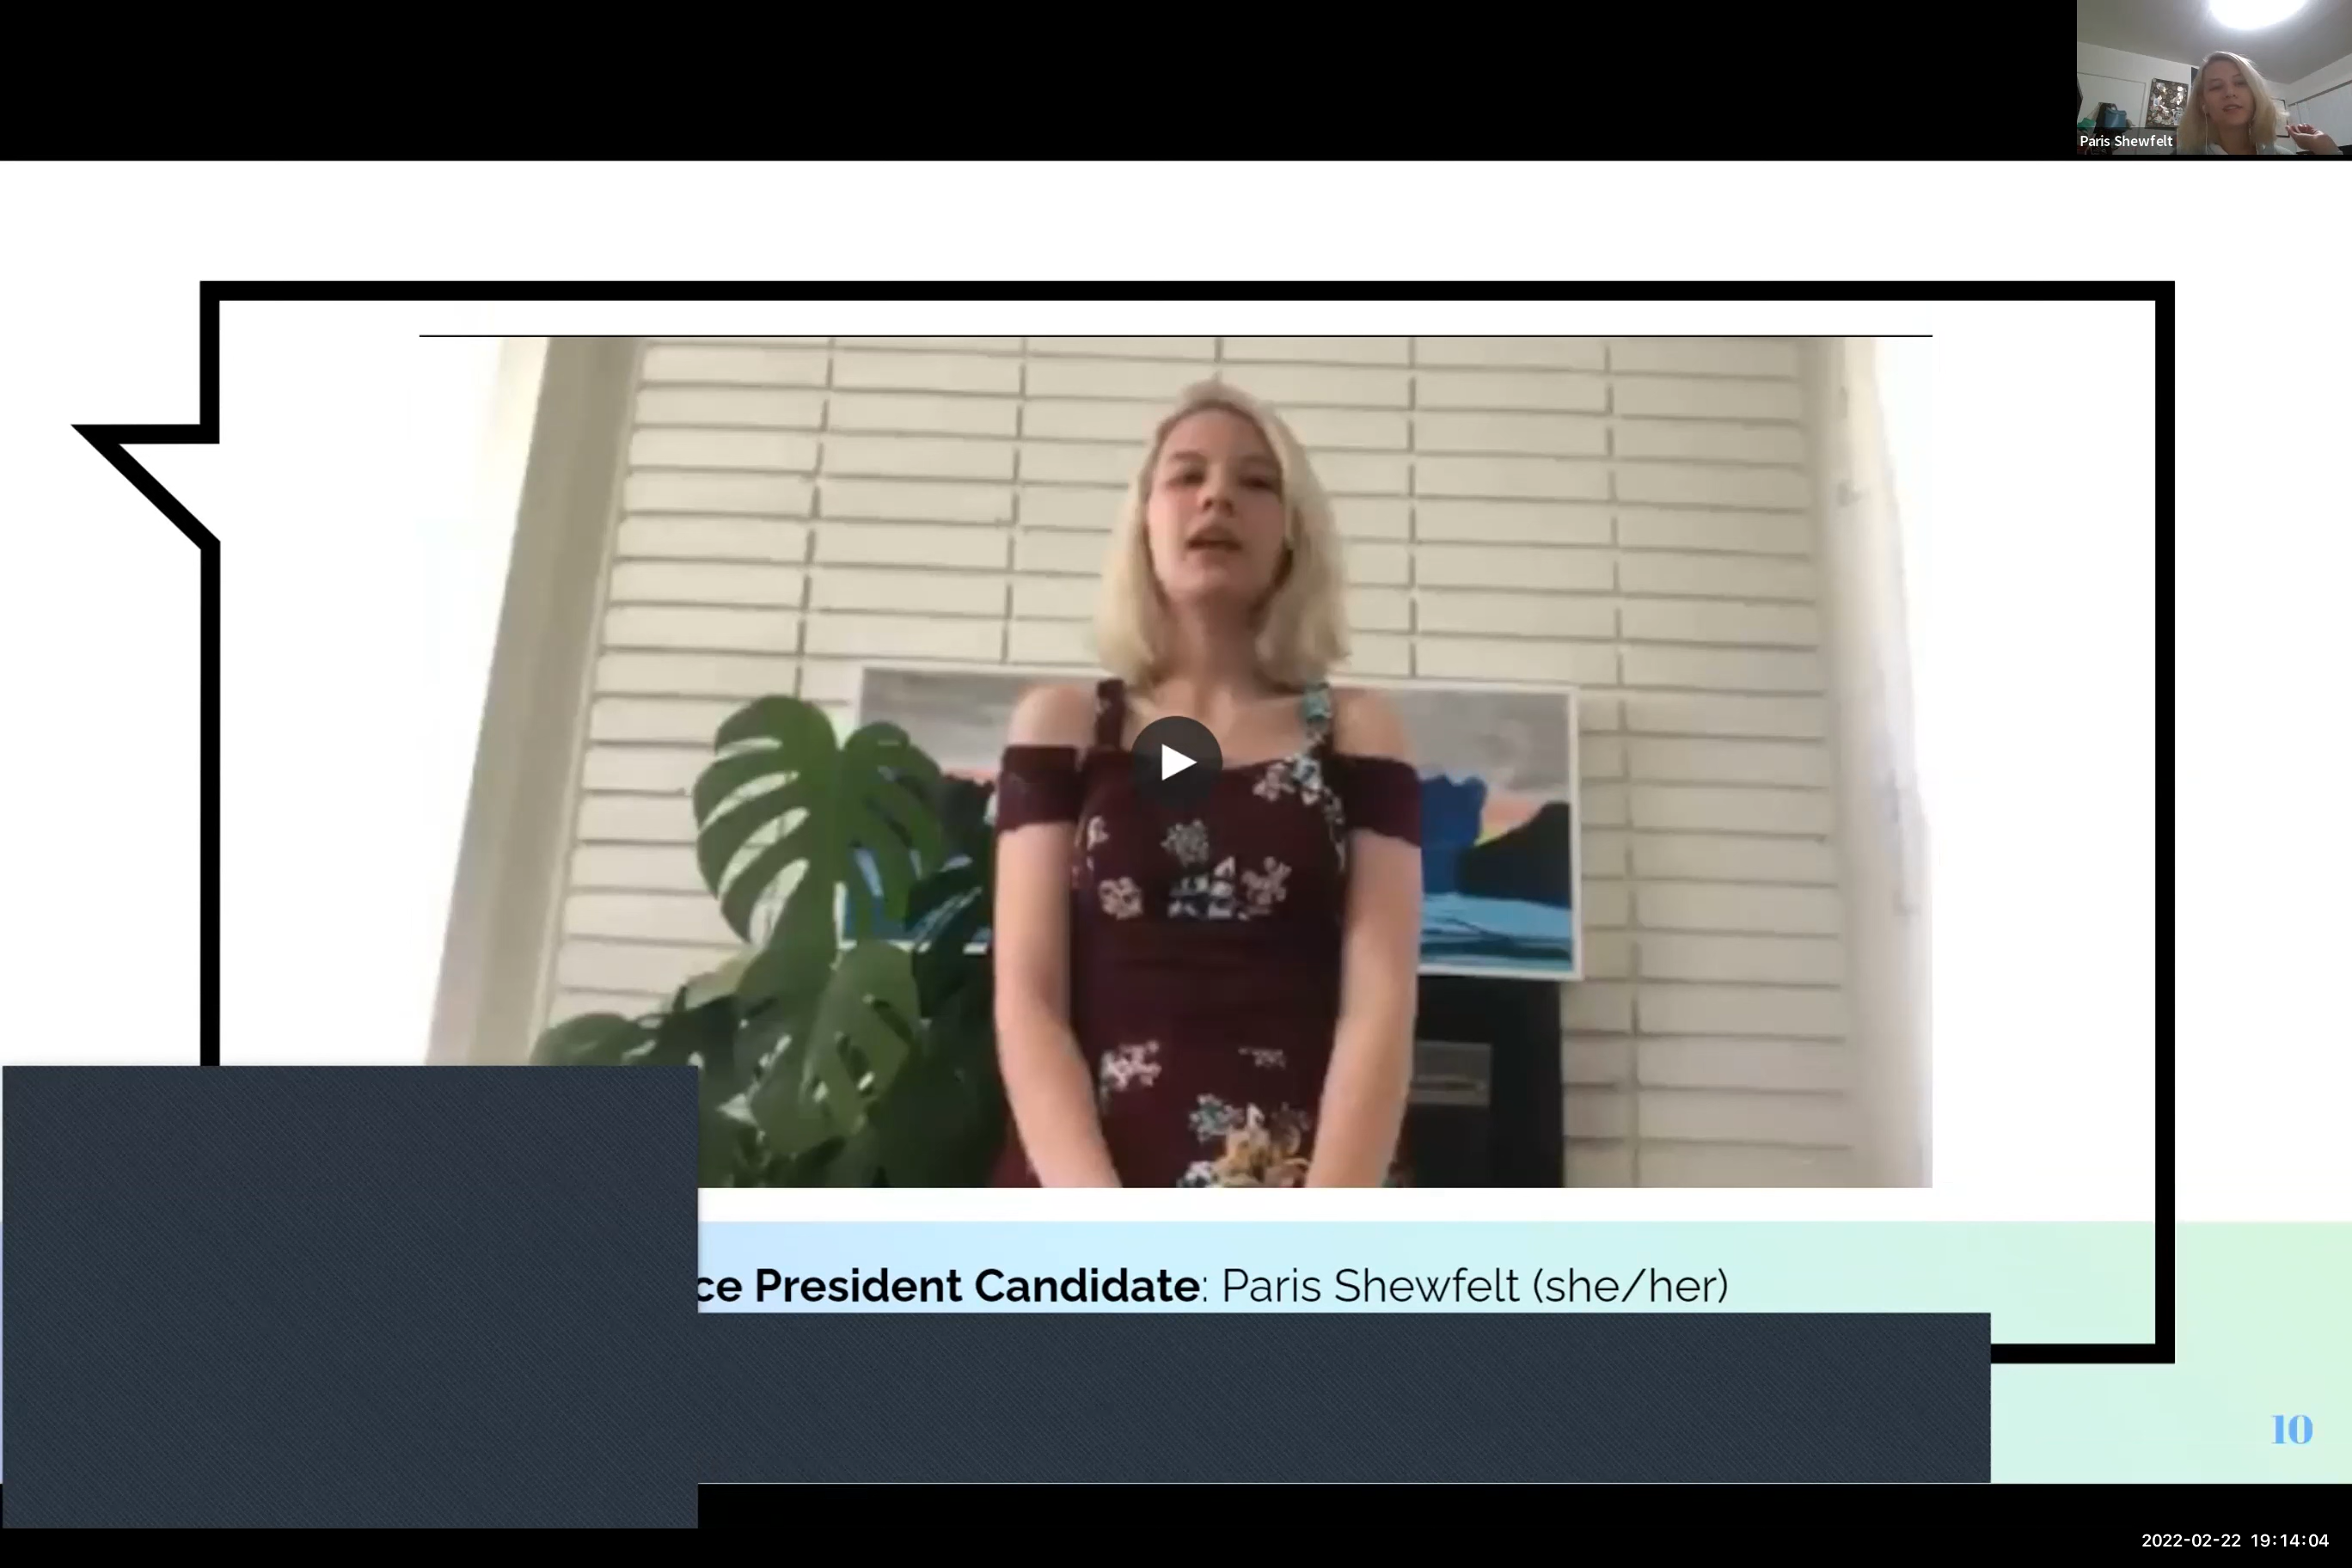 Paris Shewfelt
ce President Candidate: Paris Shewfelt (she/her)
10
2022-02-22 19:14:04